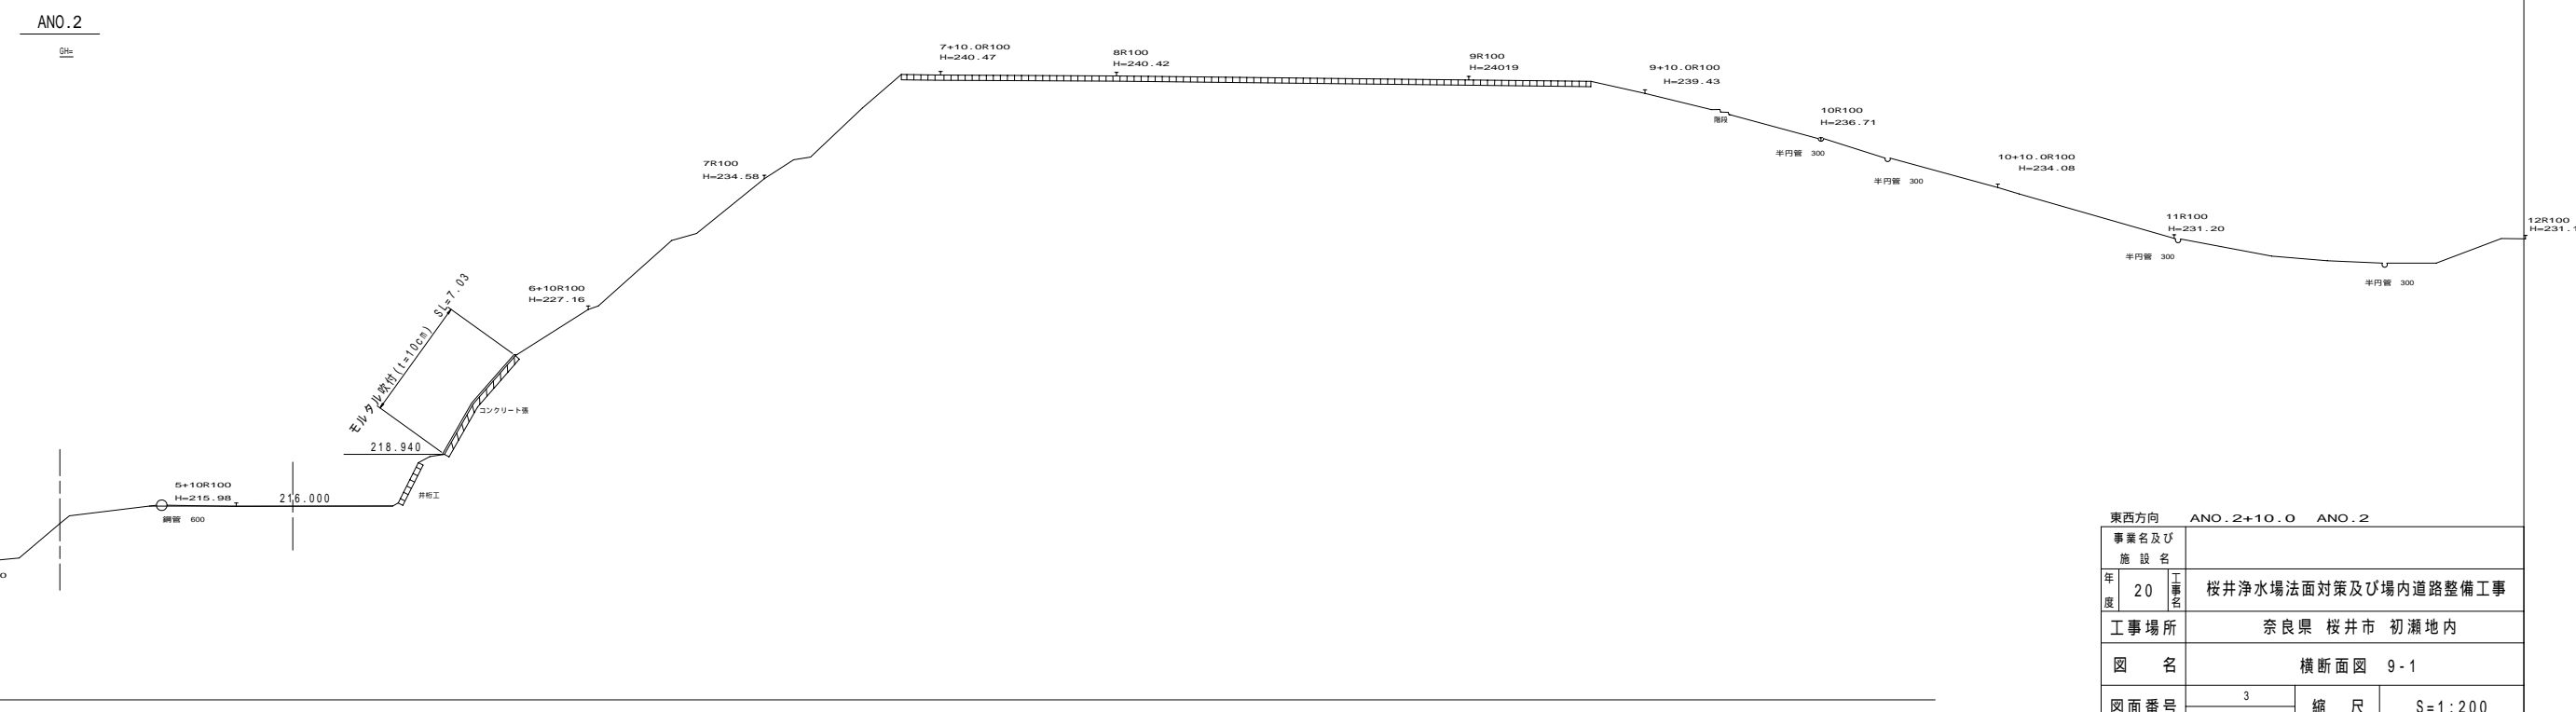 ANO.2
GH=
7+10.0R100
H=240.47
8R100
H=240.42
9R100
H=24019
9+10.0R100
H=239.43
階段
10R100
H=236.71
半円管 300
半円管 300
10+10.0R100
H=234.08
11R100
H=231.20
半円管 300
12R100
H=231.1
半円管 300
7R100
H=234.58
6+10R100
H=227.16
モルタル吹付(t=10cm) SL=7.03
コンクリート張
218.940
井桁工
5+10R100
H=215.98
216.000
鋼管 600
0
東西方向 ANO.2+10.0 ANO.2
事業名及び
施設名
年度 20 工事名 桜井浄水場法面対策及び場内道路整備工事
工事場所 奈良県 桜井市 初瀬地内
図名 横断面図 9-1
図面番号 3 縮尺 S=1:200